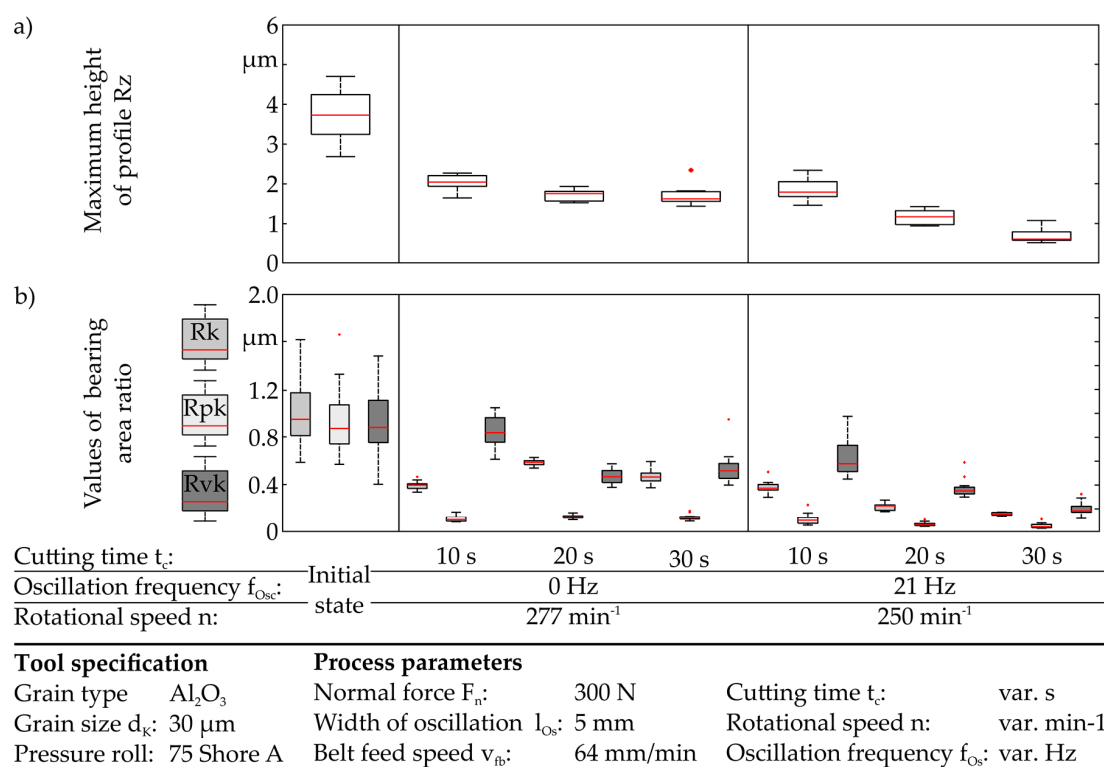 a)
Maximum height
of profile Rz
6
µm
4
3
2
1
0
b)
Values of bearing
area ratio
Rk
Rpk
Rvk
2.0
µm
1.2
0.8
0.4
0
Cutting time tc: 10 s 20 s 30 s 10 s 20 s 30 s
Oscillation frequency fOsc: Initial state 0 Hz 21 Hz
Rotational speed n: 277 min-1 250 min-1
Tool specification Process parameters
Grain type Al2O3 Normal force Fn: 300 N Cutting time tc: var. s
Grain size dK: 30 µm Width of oscillation lOs: 5 mm Rotational speed n: var. min-1
Pressure roll: 75 Shore A Belt feed speed vfb: 64 mm/min Oscillation frequency fOs: var. Hz